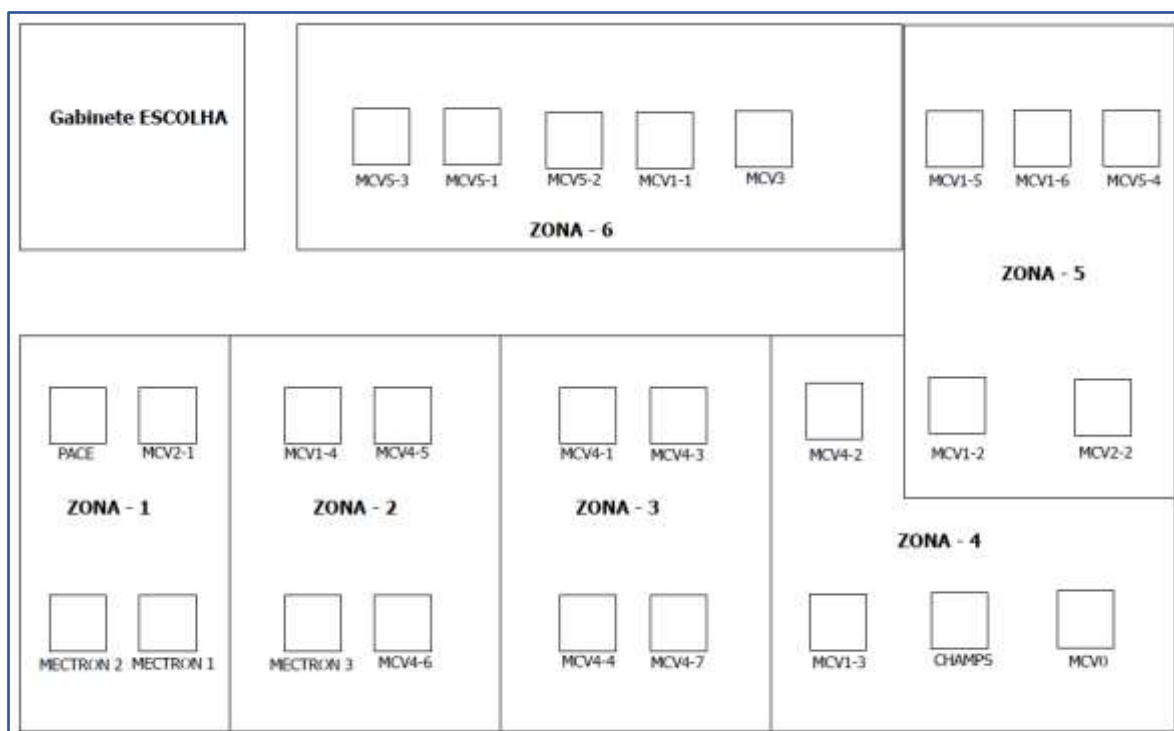 Gabinete ESCOLHA
MCV5-3 MCV5-1 MCV5-2 MCV1-1 MCV3
ZONA - 6
MCV1-5 MCV1-6 MCV5-4
ZONA - 5
MCV1-2 MCV2-2
PACE MCV2-1
ZONA - 1
MECTRON 2 MECTRON 1
MCV1-4 MCV4-5
ZONA - 2
MECTRON 3 MCV4-6
MCV4-1 MCV4-3
ZONA - 3
MCV4-4 MCV4-7
MCV4-2
ZONA - 4
MCV1-3 CHAMPS MCV0